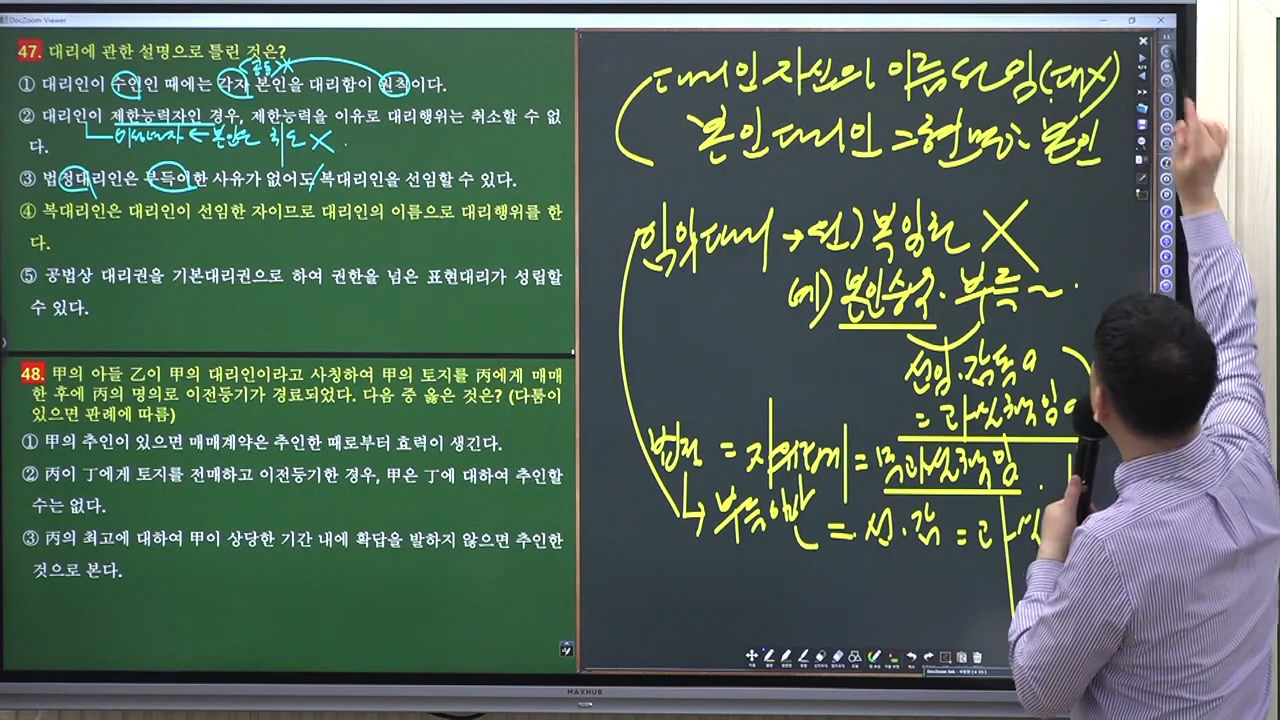 DocZoom Viewer
47. 대리에 관한 설명으로 틀린 것은?
공동 X
① 대리인이 수인인 때에는 각자 본인을 대리함이 원칙이다.
② 대리인이 제한능력자인 경우, 제한능력을 이유로 대리행위는 취소할 수 없
다.
취소 X
③ 법정대리인은 부득이한 사유가 없어도 복대리인을 선임할 수 있다.
④ 복대리인은 대리인이 선임한 자이므로 대리인의 이름으로 대리행위를 한
다.
⑤ 공법상 대리권을 기본대리권으로 하여 권한을 넘은 표현대리가 성립할
수 있다.
48. 甲의 아들 乙이 甲의 대리인이라고 사칭하여 甲의 토지를 丙에게 매매
한 후에 丙의 명의로 이전등기가 경료되었다. 다음 중 옳은 것은? (다툼이
있으면 판례에 따름)
① 甲의 추인이 있으면 매매계약은 추인한 때로부터 효력이 생긴다.
② 丙이 丁에게 토지를 전매하고 이전등기한 경우, 甲은 丁에 대하여 추인할
수는 없다.
③ 丙의 최고에 대하여 甲이 상당한 기간 내에 확답을 발하지 않으면 추인한
것으로 본다.
대리인 자신의 이름 선임(대X)
본인 대리인 = 현명: 본인
임의대리 → 원) 복임권 X
예) 본인승낙. 부득~.
선임.감독
= 과실책임
법정 = = 무과실책임.
부득이 = 선.감 =
MAXHUB